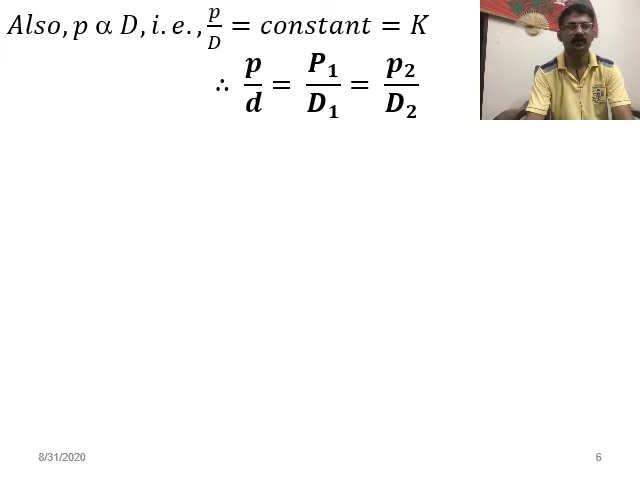 Also, p α D, i.e., p/D = constant = K
∴ p/d = P₁/D₁ = p₂/D₂
8/31/2020
6